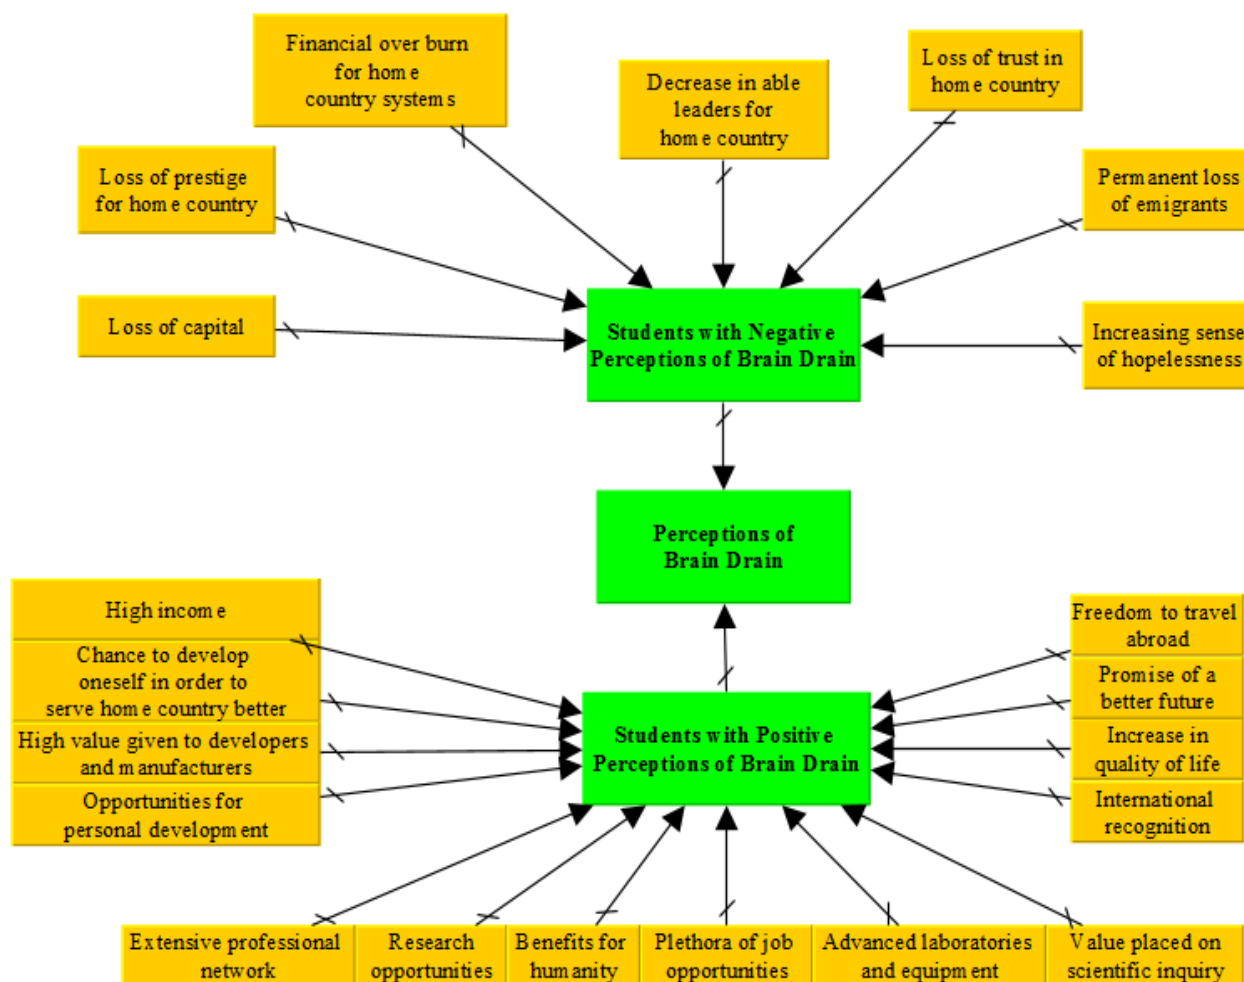 Financial over burn
for home
country systems
Decrease in able
leaders for
home country
Loss of trust in
home country
Loss of prestige
for home country
Permanent loss
of emigrants
Loss of capital
Students with Negative
Perceptions of Brain Drain
Increasing sense
of hopelessness
Perceptions of
Brain Drain
High income
Chance to develop
oneself in order to
serve home country better
High value given to developers
and manufacturers
Opportunities for
personal development
Students with Positive
Perceptions of Brain Drain
Freedom to travel
abroad
Promise of a
better future
Increase in
quality of life
International
recognition
Extensive professional
network
Research
opportunities
Benefits for
humanity
Plethora of job
opportunities
Advanced laboratories
and equipment
Value placed on
scientific inquiry